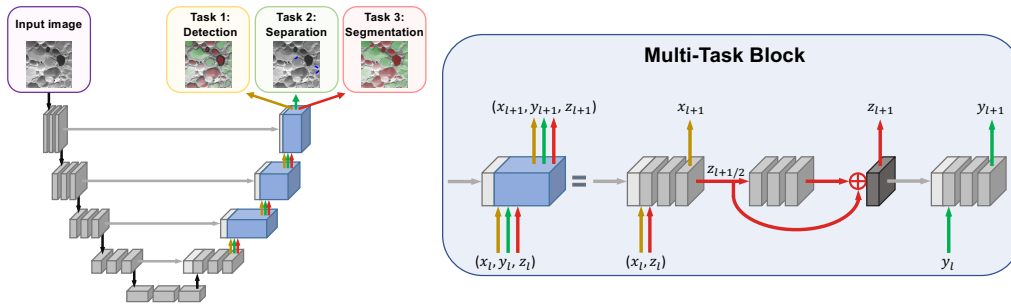 Input image
Task 1:
Detection
Task 2:
Separation
Task 3:
Segmentation
Multi-Task Block
(x_{l+1}, y_{l+1}, z_{l+1})
=
(x_l, y_l, z_l)
x_{l+1}
z_{l+1/2}
(x_l, z_l)
⊕
z_{l+1}
y_{l+1}
y_l